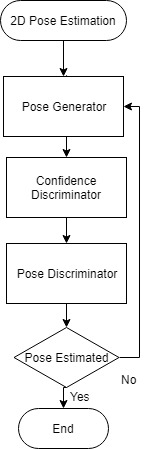 2D Pose Estimation
Pose Generator
Confidence
Discriminator
Pose Discriminator
Pose Estimated
No
Yes
End